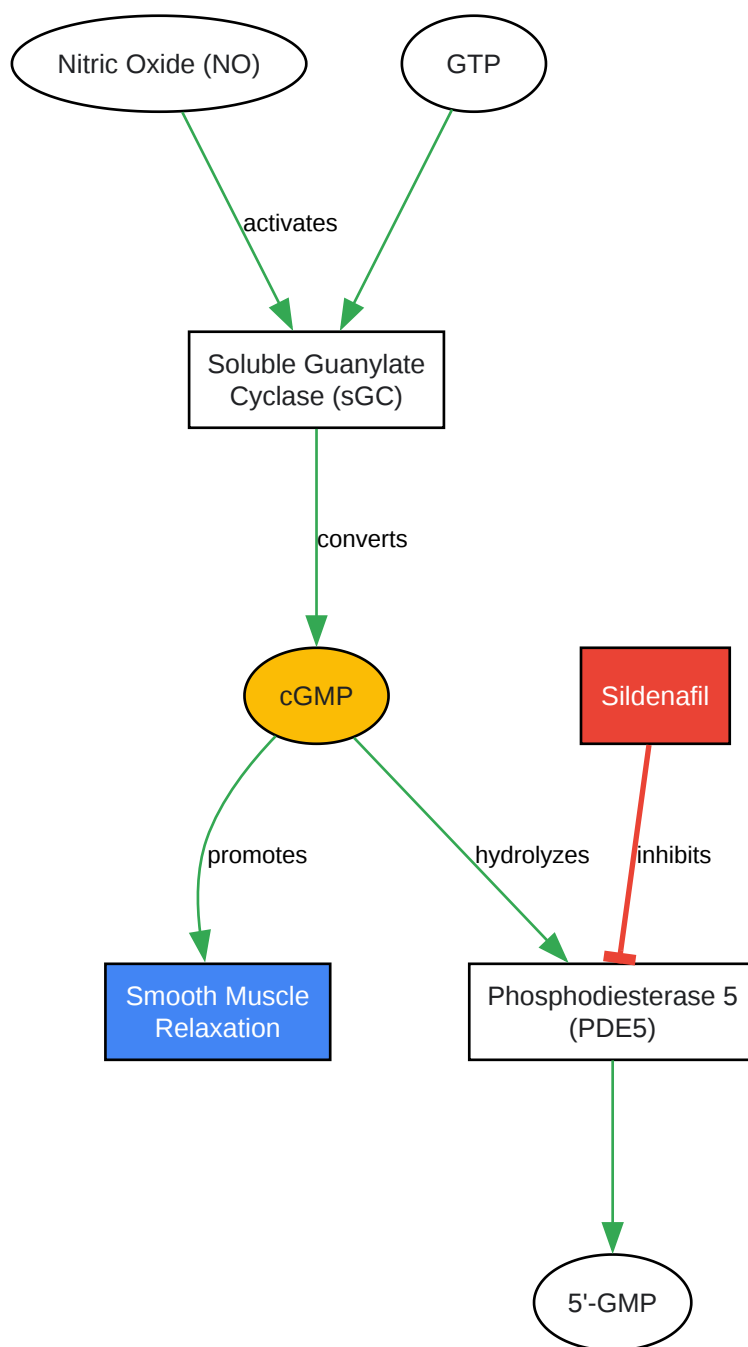 Nitric Oxide (NO)
GTP
activates
Soluble Guanylate
Cyclase (sGC)
converts
cGMP
Sildenafil
promotes
hydrolyzes
inhibits
Smooth Muscle
Relaxation
Phosphodiesterase 5
(PDE5)
5'-GMP